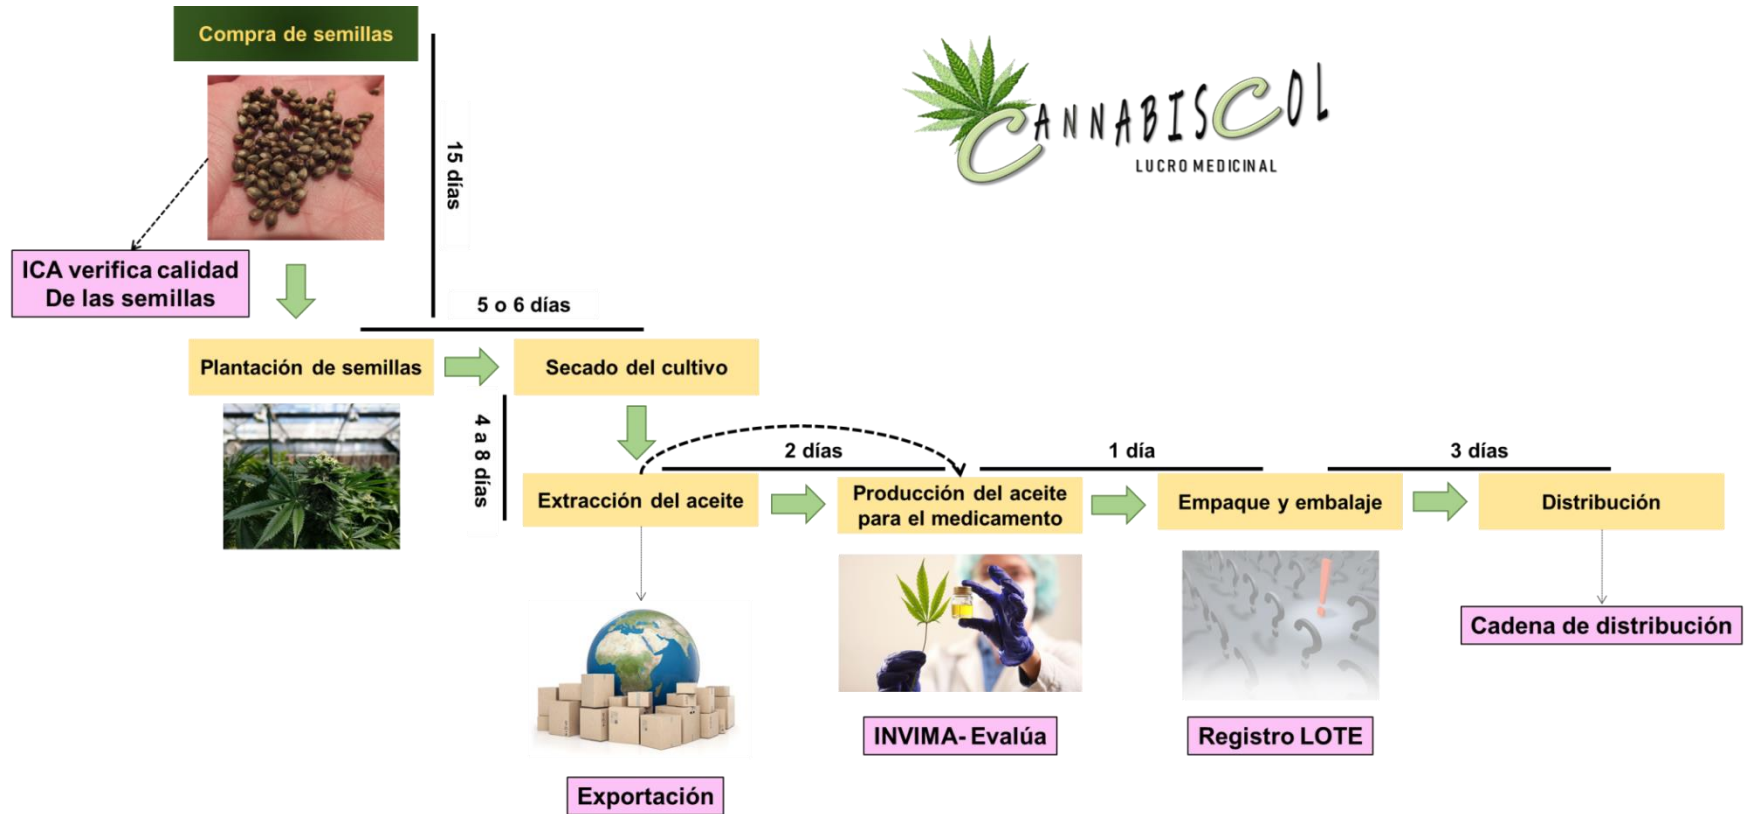 Compra de semillas
CANNABISCOL
LUCRO MEDICINAL
15 días
ICA verifica calidad
De las semillas
5 o 6 días
Plantación de semillas
Secado del cultivo
4 a 8 días
2 días
1 día
3 días
Extracción del aceite
Producción del aceite
para el medicamento
Empaque y embalaje
Distribución
Cadena de distribución
INVIMA- Evalúa
Registro LOTE
Exportación